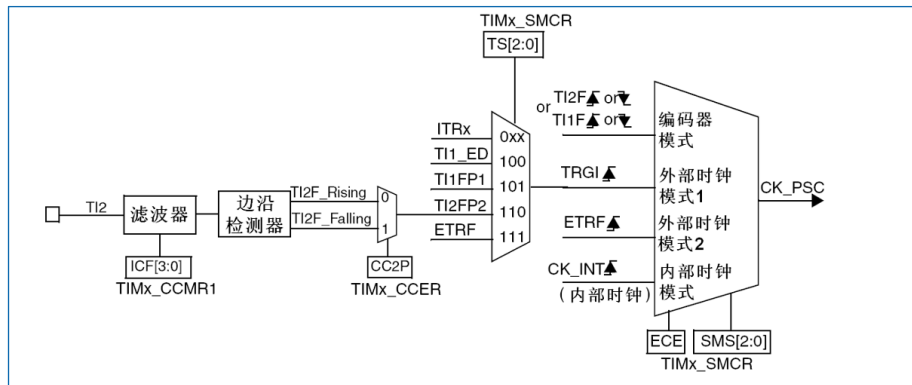 TIMx_SMCR
TS[2:0]
or TI2F or
TI1F or
编码器
模式
ITRx
0xx
TI1_ED
100
TI1FP1
101
TRGI
外部时钟
模式1
CK_PSC
TI2
滤波器
边沿
检测器
TI2F_Rising
0
TI2F_Falling
1
TI2FP2
110
ETRF
111
ETRF
外部时钟
模式2
ICF[3:0]
TIMx_CCMR1
CC2P
TIMx_CCER
CK_INT
(内部时钟)
内部时钟
模式
ECE
SMS[2:0]
TIMx_SMCR